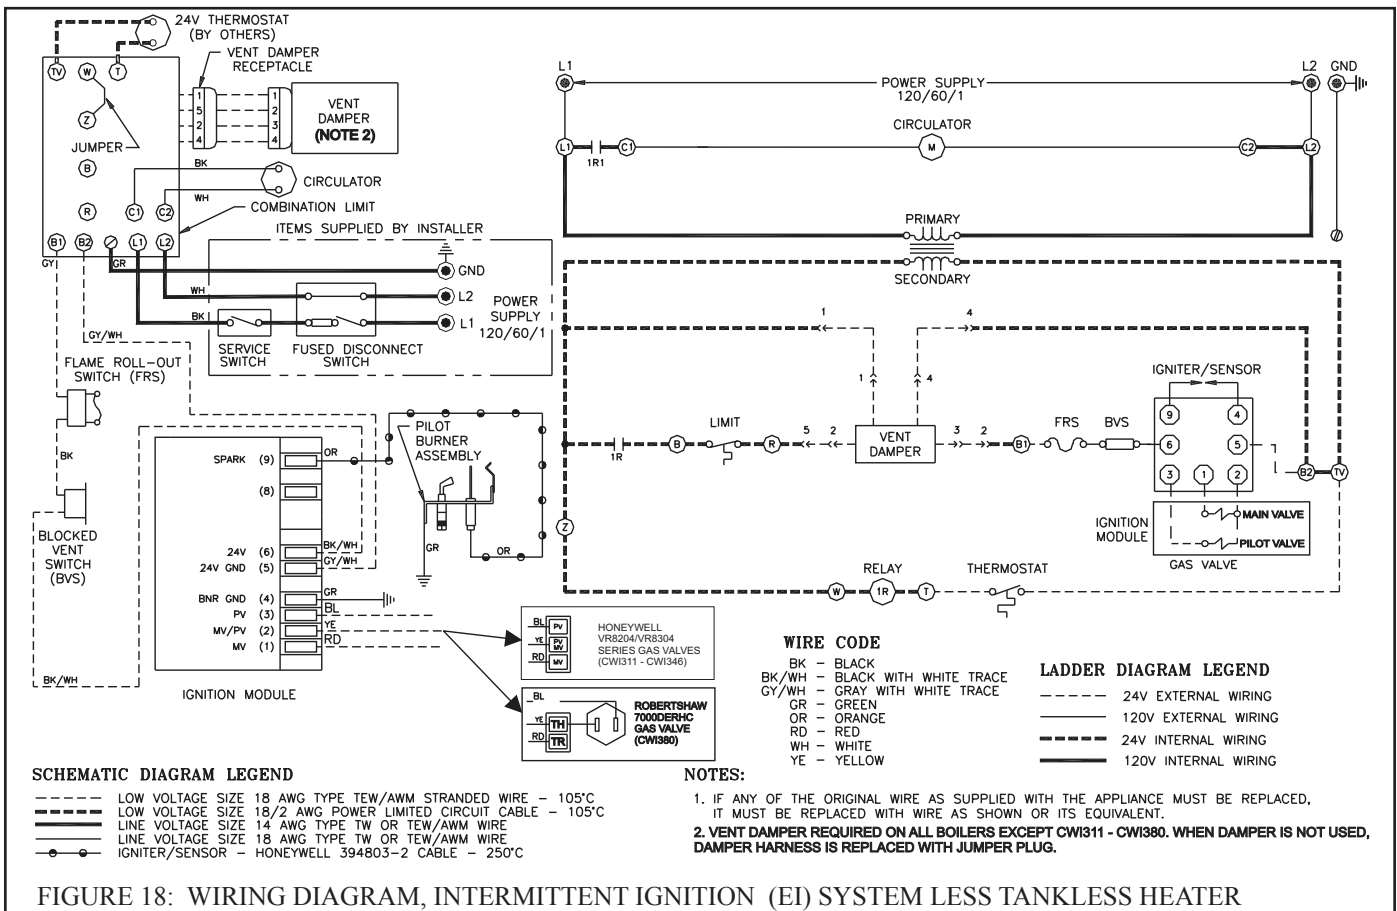 24V THERMOSTAT
(BY OTHERS)
VENT DAMPER
RECEPTACLE
TV
W
T
Z
JUMPER
B
R
C1
C2
B1
B2
L1
L2
1
5
2
4
1
2
3
4
VENT
DAMPER
(NOTE 2)
BK
WH
CIRCULATOR
COMBINATION LIMIT
ITEMS SUPPLIED BY INSTALLER
GY
GR
GND
WH
L2
BK
L1
POWER
SUPPLY
120/60/1
SERVICE
SWITCH
FUSED DISCONNECT
SWITCH
GY/WH
FLAME ROLL-OUT
SWITCH (FRS)
BK
BLOCKED
VENT
SWITCH
(BVS)
BK/WH
SPARK (9)
OR
(8)
24V (6)
BK/WH
24V GND (5)
GY/WH
BNR GND (4)
GR
PV (3)
BL
MV/PV (2)
YE
MV (1)
RD
IGNITION MODULE
PILOT
BURNER
ASSEMBLY
GR
OR
BL
PV
YE
PV
MV
RD
MV
HONEYWELL
VR8204/VR8304
SERIES GAS VALVES
(CWI311 - CWI346)
BL
YE
TH
RD
TR
ROBERTSHAW
7000DERHC
GAS VALVE
(CWI380)
L1
L2
GND
POWER SUPPLY
120/60/1
CIRCULATOR
L1
1R1
C1
M
C2
L2
PRIMARY
SECONDARY
1
4
1
4
IGNITER/SENSOR
9
4
6
5
3
1
2
LIMIT
1R
B
R
5
2
VENT
DAMPER
3
2
B1
FRS
BVS
B2
TV
IGNITION
MODULE
MAIN VALVE
PILOT VALVE
GAS VALVE
Z
RELAY
THERMOSTAT
W
1R
T
WIRE CODE
BK – BLACK
BK/WH – BLACK WITH WHITE TRACE
GY/WH – GRAY WITH WHITE TRACE
GR – GREEN
OR – ORANGE
RD – RED
WH – WHITE
YE – YELLOW
LADDER DIAGRAM LEGEND
24V EXTERNAL WIRING
120V EXTERNAL WIRING
24V INTERNAL WIRING
120V INTERNAL WIRING
SCHEMATIC DIAGRAM LEGEND
LOW VOLTAGE SIZE 18 AWG TYPE TEW/AWM STRANDED WIRE – 105°C
LOW VOLTAGE SIZE 18/2 AWG POWER LIMITED CIRCUIT CABLE – 105°C
LINE VOLTAGE SIZE 14 AWG TYPE TW OR TEW/AWM WIRE
LINE VOLTAGE SIZE 18 AWG TYPE TW OR TEW/AWM WIRE
IGNITER/SENSOR – HONEYWELL 394803-2 CABLE – 250°C
NOTES:
1. IF ANY OF THE ORIGINAL WIRE AS SUPPLIED WITH THE APPLIANCE MUST BE REPLACED,
IT MUST BE REPLACED WITH WIRE AS SHOWN OR ITS EQUIVALENT.
2. VENT DAMPER REQUIRED ON ALL BOILERS EXCEPT CWI311 - CWI380. WHEN DAMPER IS NOT USED,
DAMPER HARNESS IS REPLACED WITH JUMPER PLUG.
FIGURE 18: WIRING DIAGRAM, INTERMITTENT IGNITION (EI) SYSTEM LESS TANKLESS HEATER